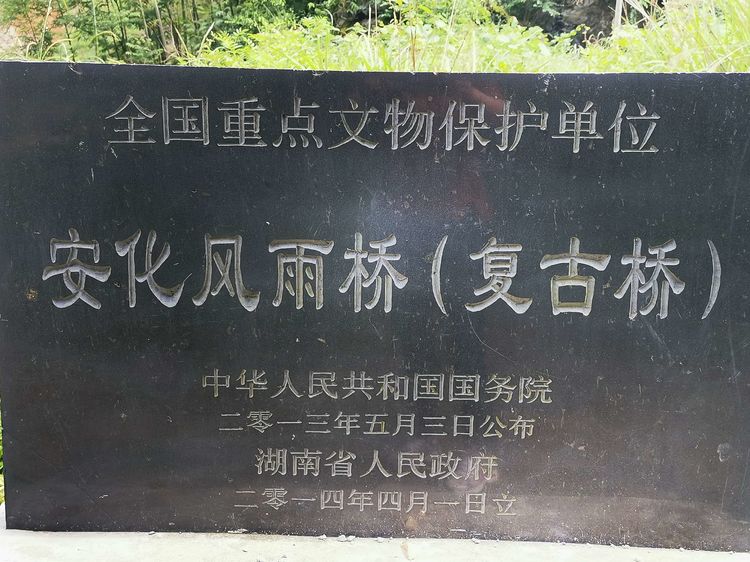 全国重点文物保护单位
安化风雨桥(复古桥)
中华人民共和国国务院
二零一三年五月三日公布
湖南省人民政府
二零一四年四月一日立